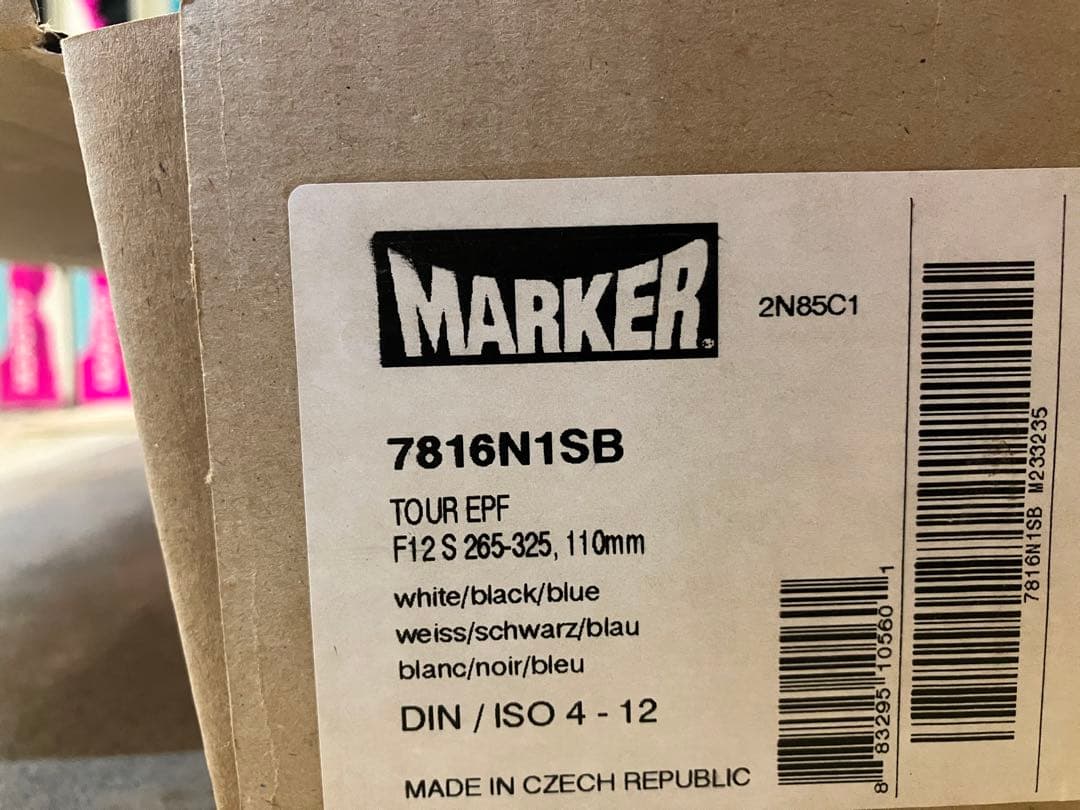 MARKER
2N85C1
7816N1SB
TOUR EPF
F12 S 265-325, 110mm
white/black/blue
weiss/schwarz/blau
blanc/noir/bleu
DIN / ISO 4 - 12
MADE IN CZECH REPUBLIC
8 83295 10560 1
7816N1SB M233235